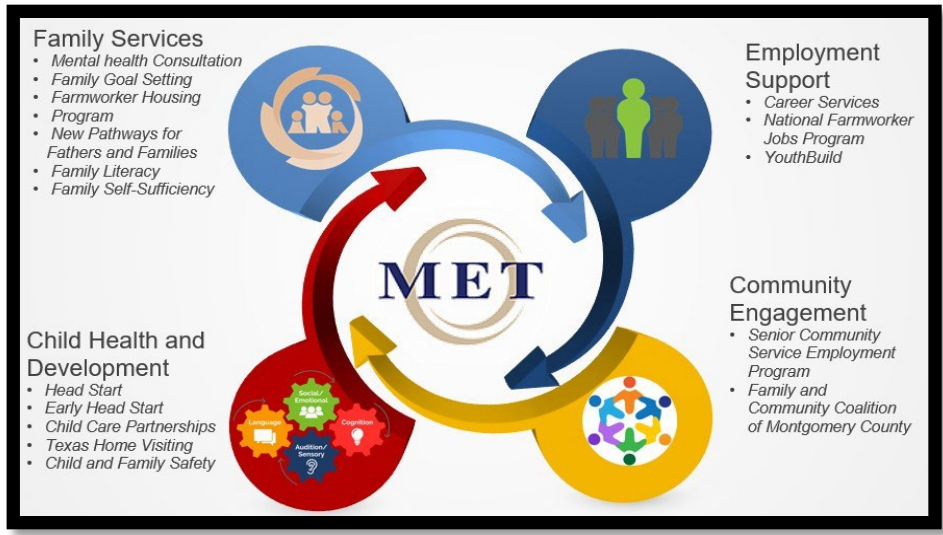 Family Services
• Mental health Consultation
• Family Goal Setting
• Farmworker Housing
• Program
• New Pathways for
Fathers and Families
• Family Literacy
• Family Self-Sufficiency
Employment
Support
• Career Services
• National Farmworker
Jobs Program
• YouthBuild
MET
Child Health and
Development
• Head Start
• Early Head Start
• Child Care Partnerships
• Texas Home Visiting
• Child and Family Safety
Social/
Emotional
Language
Cognition
Audition/
Sensory
Community
Engagement
• Senior Community
Service Employment
Program
• Family and
Community Coalition
of Montgomery County